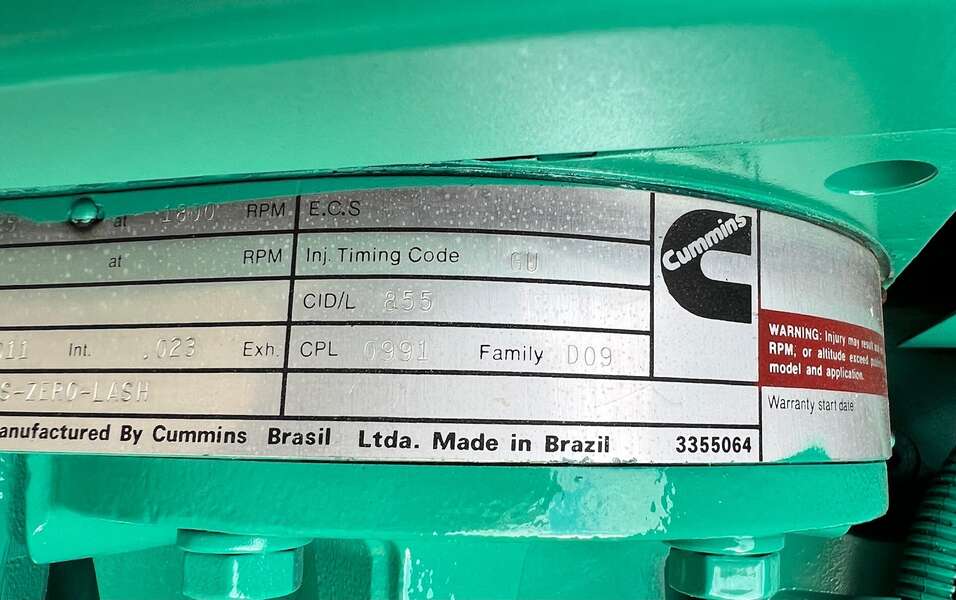 at 1800 RPM E.C.S
at RPM Inj. Timing Code GU
CID/L 855
011 Int. .023 Exh. CPL 0991 Family D09
S-ZERO-LASH
anufactured By Cummins Brasil Ltda. Made in Brazil 3355064
Cummins
WARNING: Injury may result and
RPM, or altitude exceed
model and application.
Warranty start date